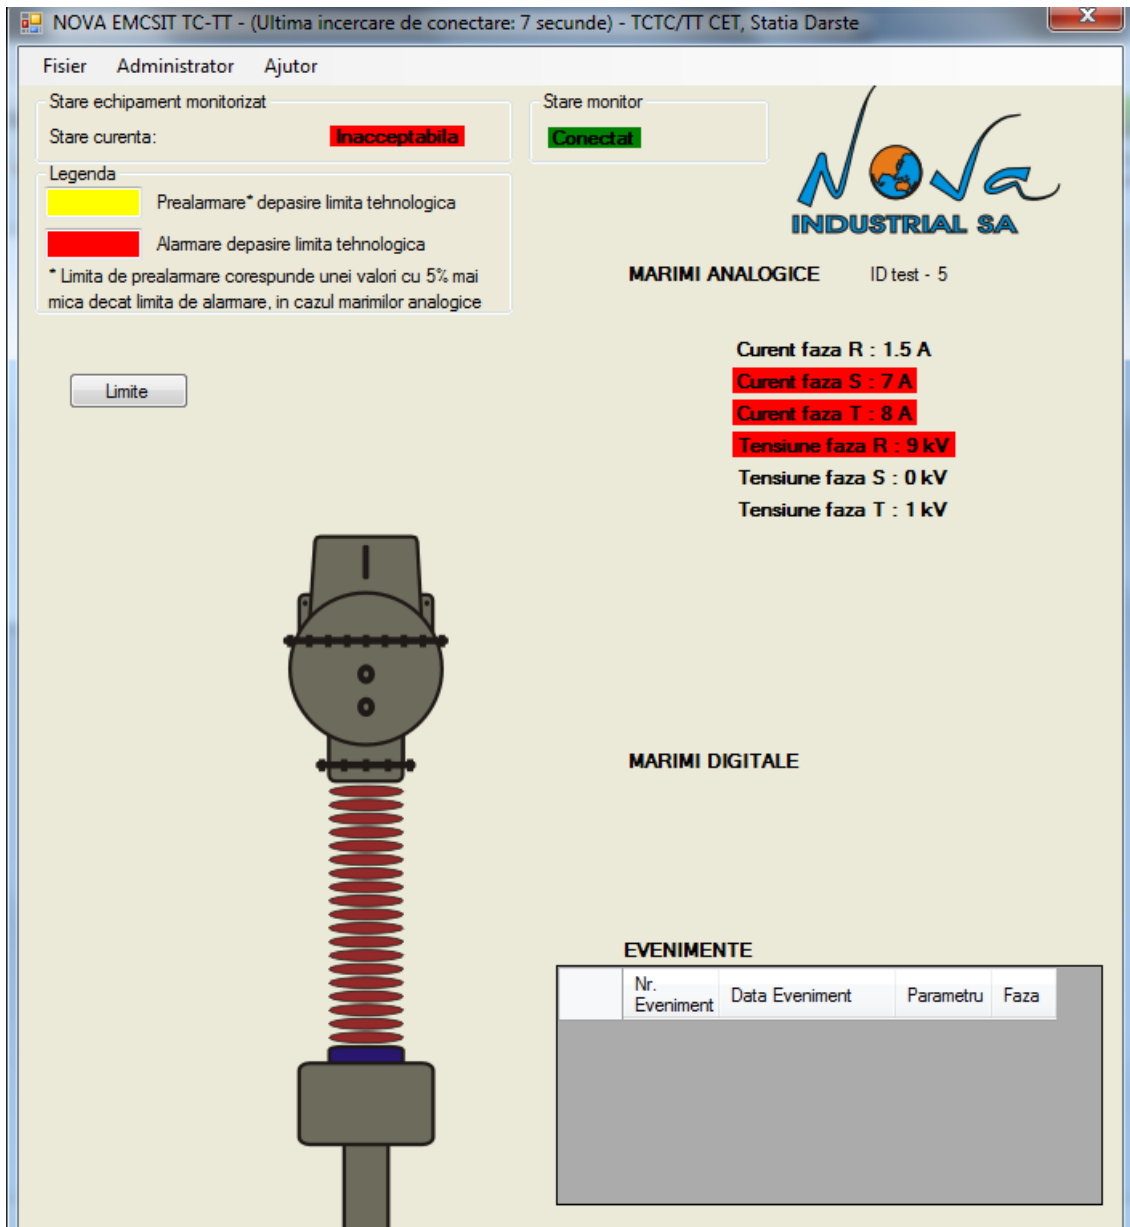 NOVA EMCSIT TC-TT - (Ultima incercare de conectare: 7 secunde) - TCTC/TT CET, Statia Darste
Fisier Administrator Ajutor
Stare echipament monitorizat
Stare curenta: Inacceptabila
Stare monitor
Conectat
Legenda
Prealarmare* depasire limita tehnologica
Alarmare depasire limita tehnologica
* Limita de prealarmare corespunde unei valori cu 5% mai
mica decat limita de alarmare, in cazul marimilor analogice
Nova
INDUSTRIAL SA
MARIMI ANALOGICE ID test - 5
Limite
Curent faza R : 1.5 A
Curent faza S : 7 A
Curent faza T : 8 A
Tensiune faza R : 9 kV
Tensiune faza S : 0 kV
Tensiune faza T : 1 kV
MARIMI DIGITALE
EVENIMENTE
Nr.
Eveniment Data Eveniment Parametru Faza